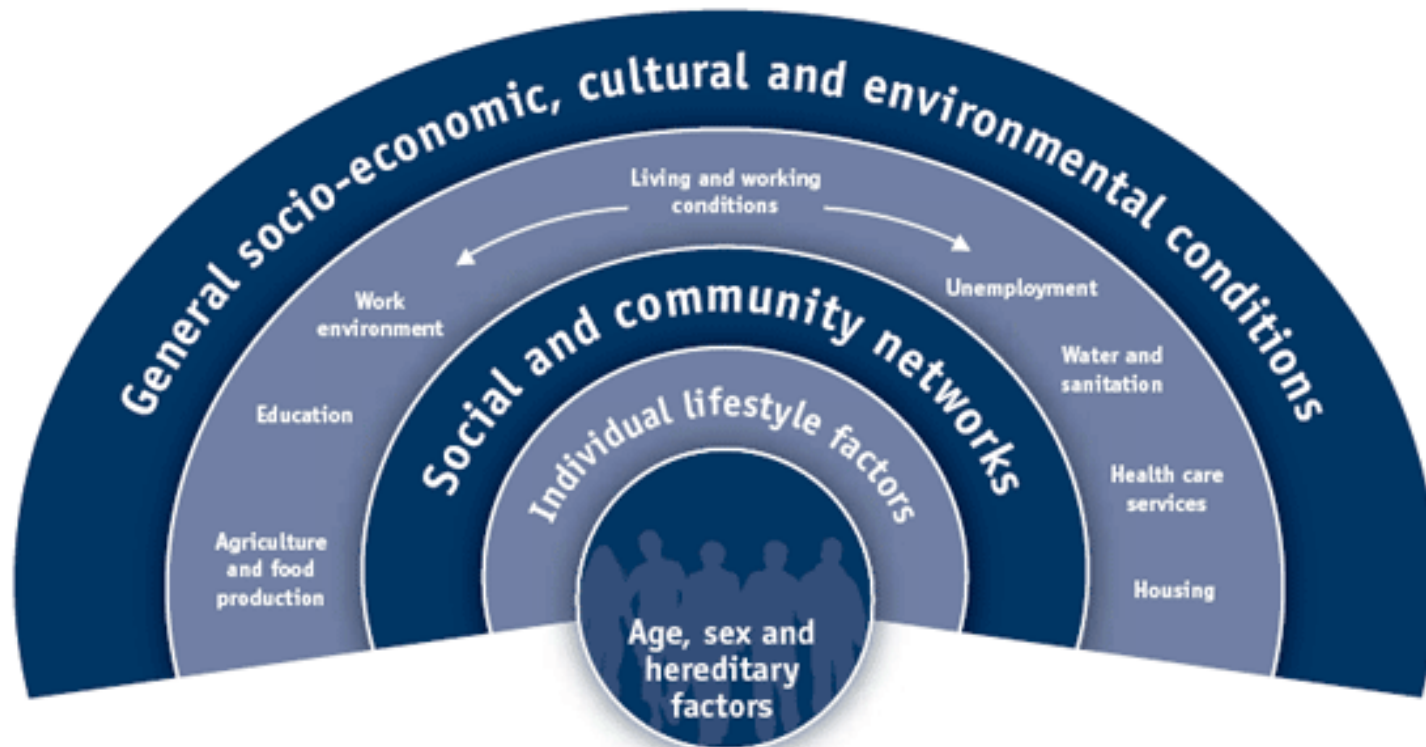 General socio-economic, cultural and environmental conditions
Living and working
conditions
Work
environment
Unemployment
Education
Water and
sanitation
Agriculture
and food
production
Health care
services
Housing
Social and community networks
Individual lifestyle factors
Age, sex and
hereditary
factors